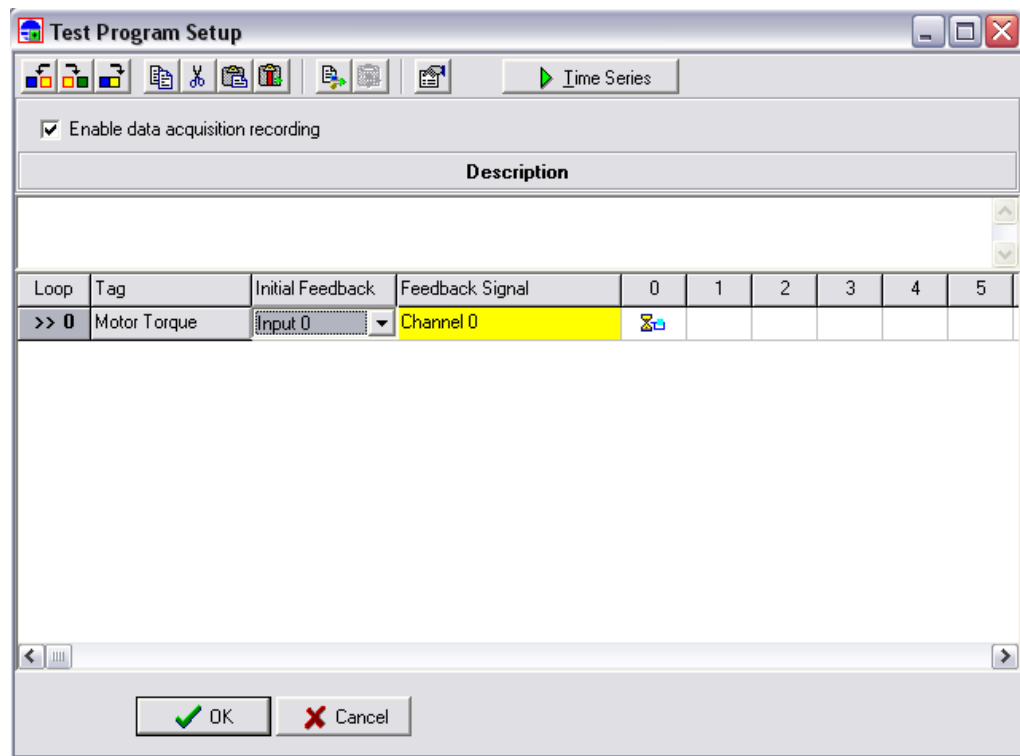 Test Program Setup
Time Series
Enable data acquisition recording
Description
Loop Tag Initial Feedback Feedback Signal 0 1 2 3 4 5
>> 0 Motor Torque Input 0 Channel 0
OK Cancel